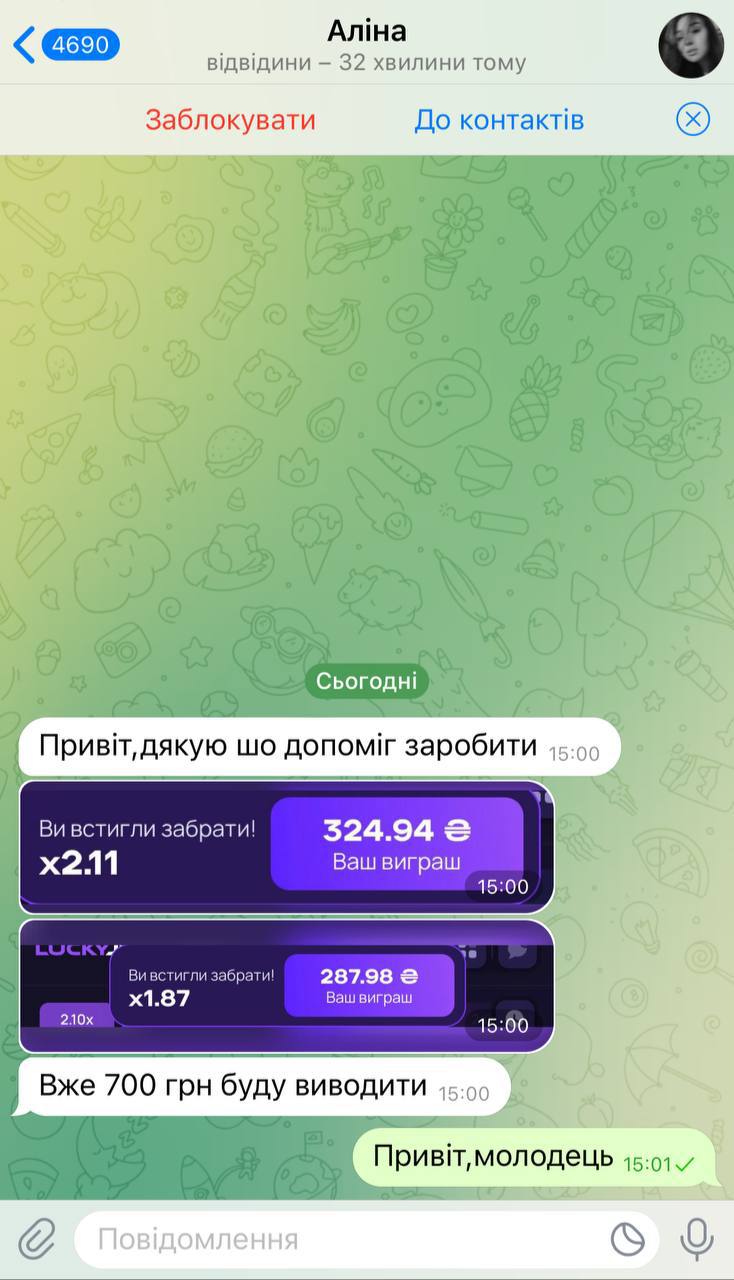 4690
Аліна
відвідини – 32 хвилини тому
Заблокувати
До контактів
Сьогодні
Привіт,дякую шо допоміг заробити 15:00
Ви встигли забрати!
x2.11
324.94 ₴
Ваш виграш
15:00
LUCKY
Ви встигли забрати!
x1.87
287.98 ₴
Ваш виграш
2.10x
15:00
Вже 700 грн буду виводити 15:00
Привіт,молодець 15:01
Повідомлення